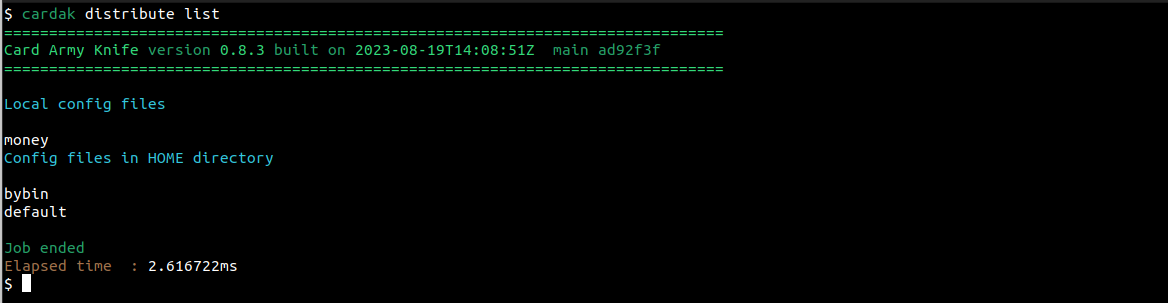 $ cardak distribute list
================================================================================
Card Army Knife version 0.8.3 built on 2023-08-19T14:08:51Z  main ad92f3f
================================================================================
Local config files
money
Config files in HOME directory
bybin
default
Job ended
Elapsed time  : 2.616722ms
$